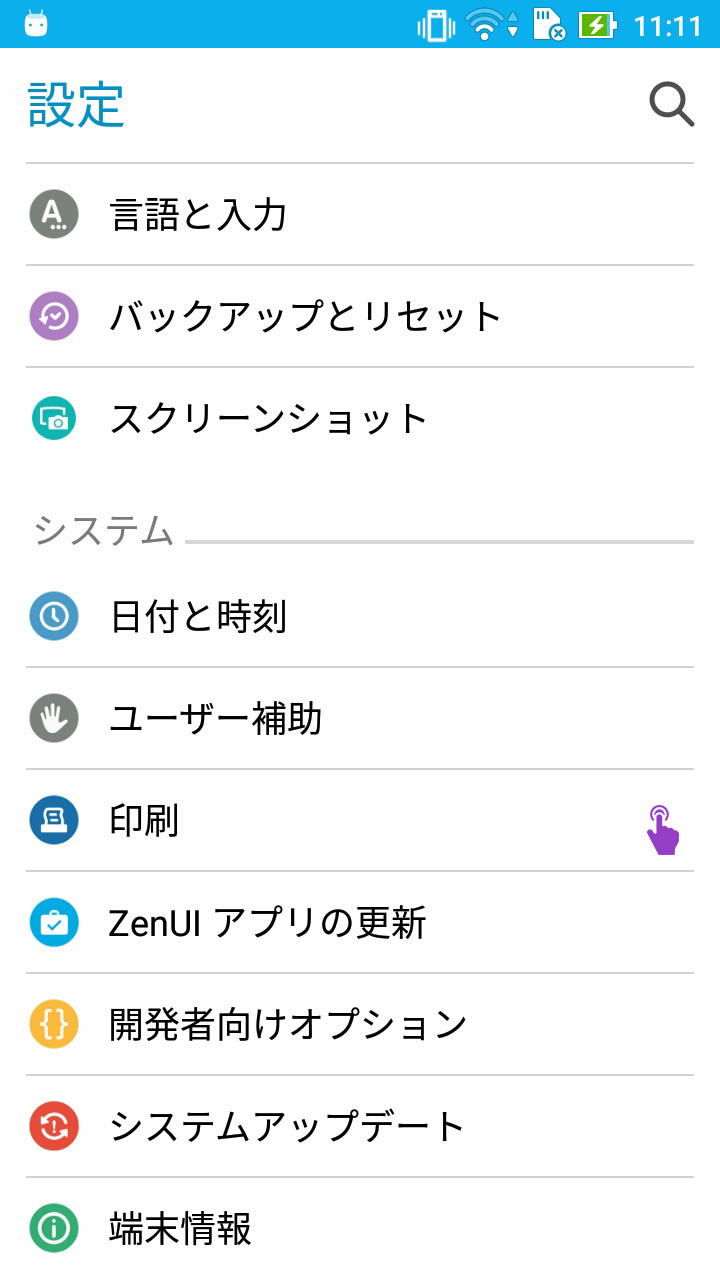 11:11
設定
言語と入力
バックアップとリセット
スクリーンショット
システム
日付と時刻
ユーザー補助
印刷
ZenUI アプリの更新
開発者向けオプション
システムアップデート
端末情報